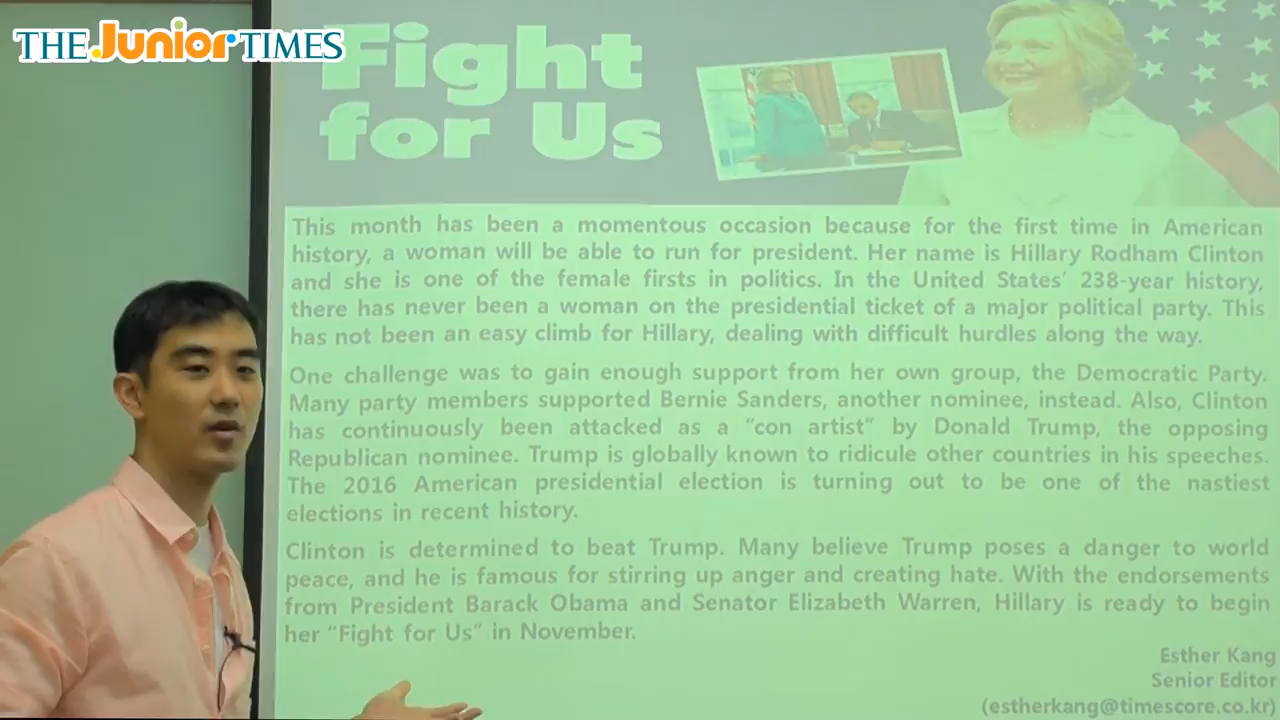 THE Junior TIMES
Fight
for Us
This month has been a momentous occasion because for the first time in American
history, a woman will be able to run for president. Her name is Hillary Rodham Clinton
and she is one of the female firsts in politics. In the United States' 238-year history,
there has never been a woman on the presidential ticket of a major political party. This
has not been an easy climb for Hillary, dealing with difficult hurdles along the way.
One challenge was to gain enough support from her own group, the Democratic Party.
Many party members supported Bernie Sanders, another nominee, instead. Also, Clinton
has continuously been attacked as a "con artist" by Donald Trump, the opposing
Republican nominee. Trump is globally known to ridicule other countries in his speeches.
The 2016 American presidential election is turning out to be one of the nastiest
elections in recent history.
Clinton is determined to beat Trump. Many believe Trump poses a danger to world
peace, and he is famous for stirring up anger and creating hate. With the endorsements
from President Barack Obama and Senator Elizabeth Warren, Hillary is ready to begin
her "Fight for Us" in November.
Esther Kang
Senior Editor
(estherkang@timescore.co.kr)